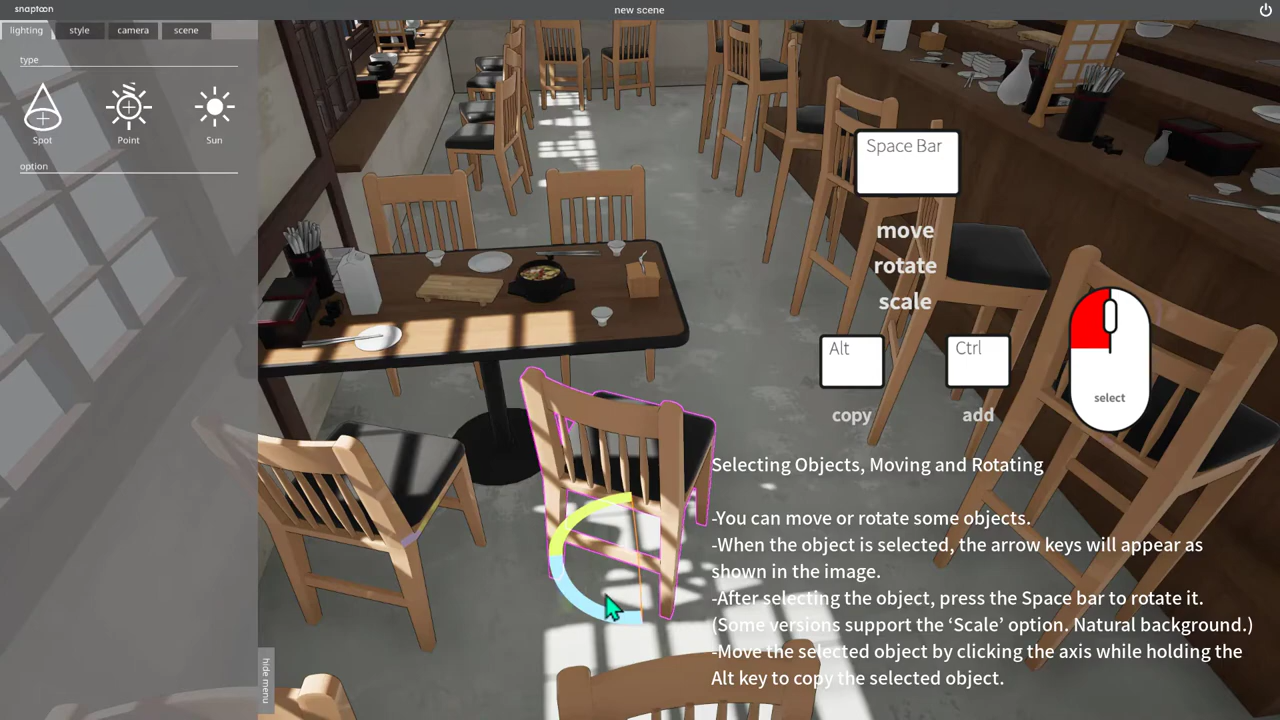 snaptoon
new scene
lighting
style
camera
scene
type
Spot
Point
Sun
option
Space Bar
move
rotate
scale
Alt
Ctrl
select
copy
add
Selecting Objects, Moving and Rotating
-You can move or rotate some objects.
-When the object is selected, the arrow keys will appear as
shown in the image.
-After selecting the object, press the Space bar to rotate it.
(Some versions support the ‘Scale’ option. Natural background.)
-Move the selected object by clicking the axis while holding the
Alt key to copy the selected object.
hide menu